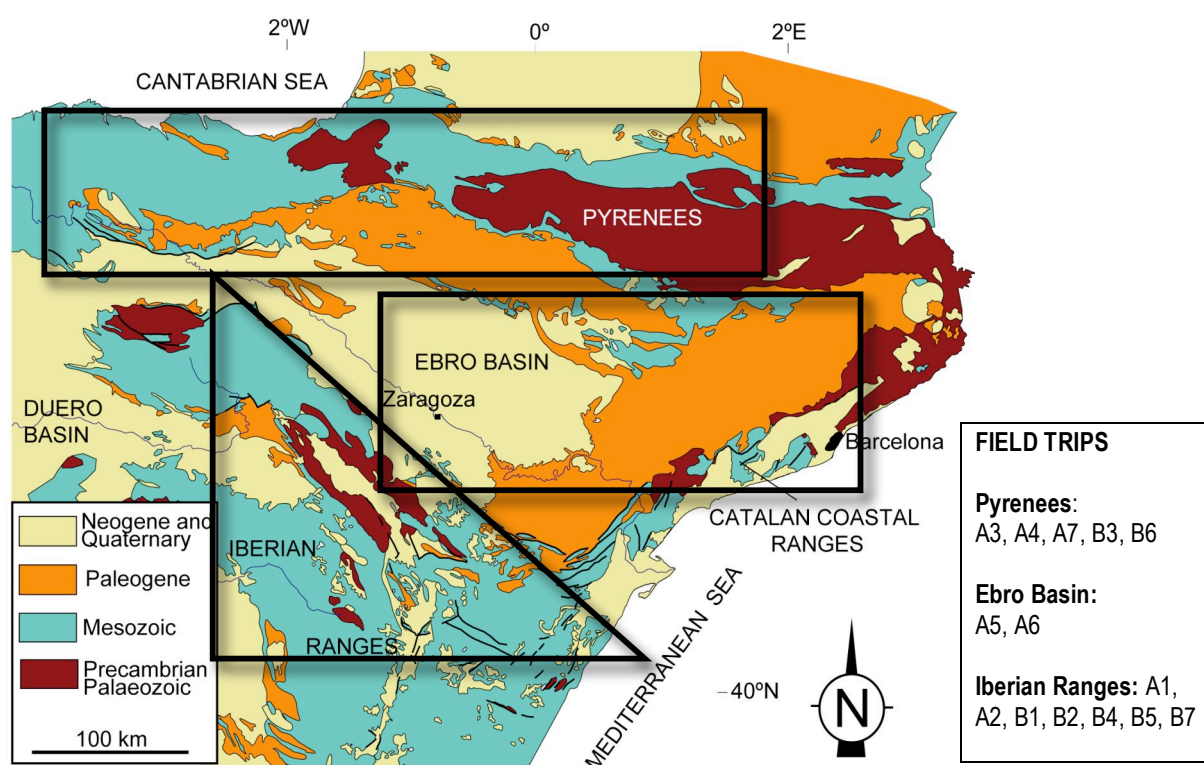 2ºW
0º
2ºE
CANTABRIAN SEA
PYRENEES
EBRO BASIN
Zaragoza
DUERO
BASIN
Barcelona
CATALAN COASTAL
RANGES
IBERIAN
RANGES
MEDITERRANEAN SEA
40ºN
N
Neogene and
Quaternary
Paleogene
Mesozoic
Precambrian
Palaeozoic
100 km
FIELD TRIPS
Pyrenees:
A3, A4, A7, B3, B6
Ebro Basin:
A5, A6
Iberian Ranges: A1,
A2, B1, B2, B4, B5, B7